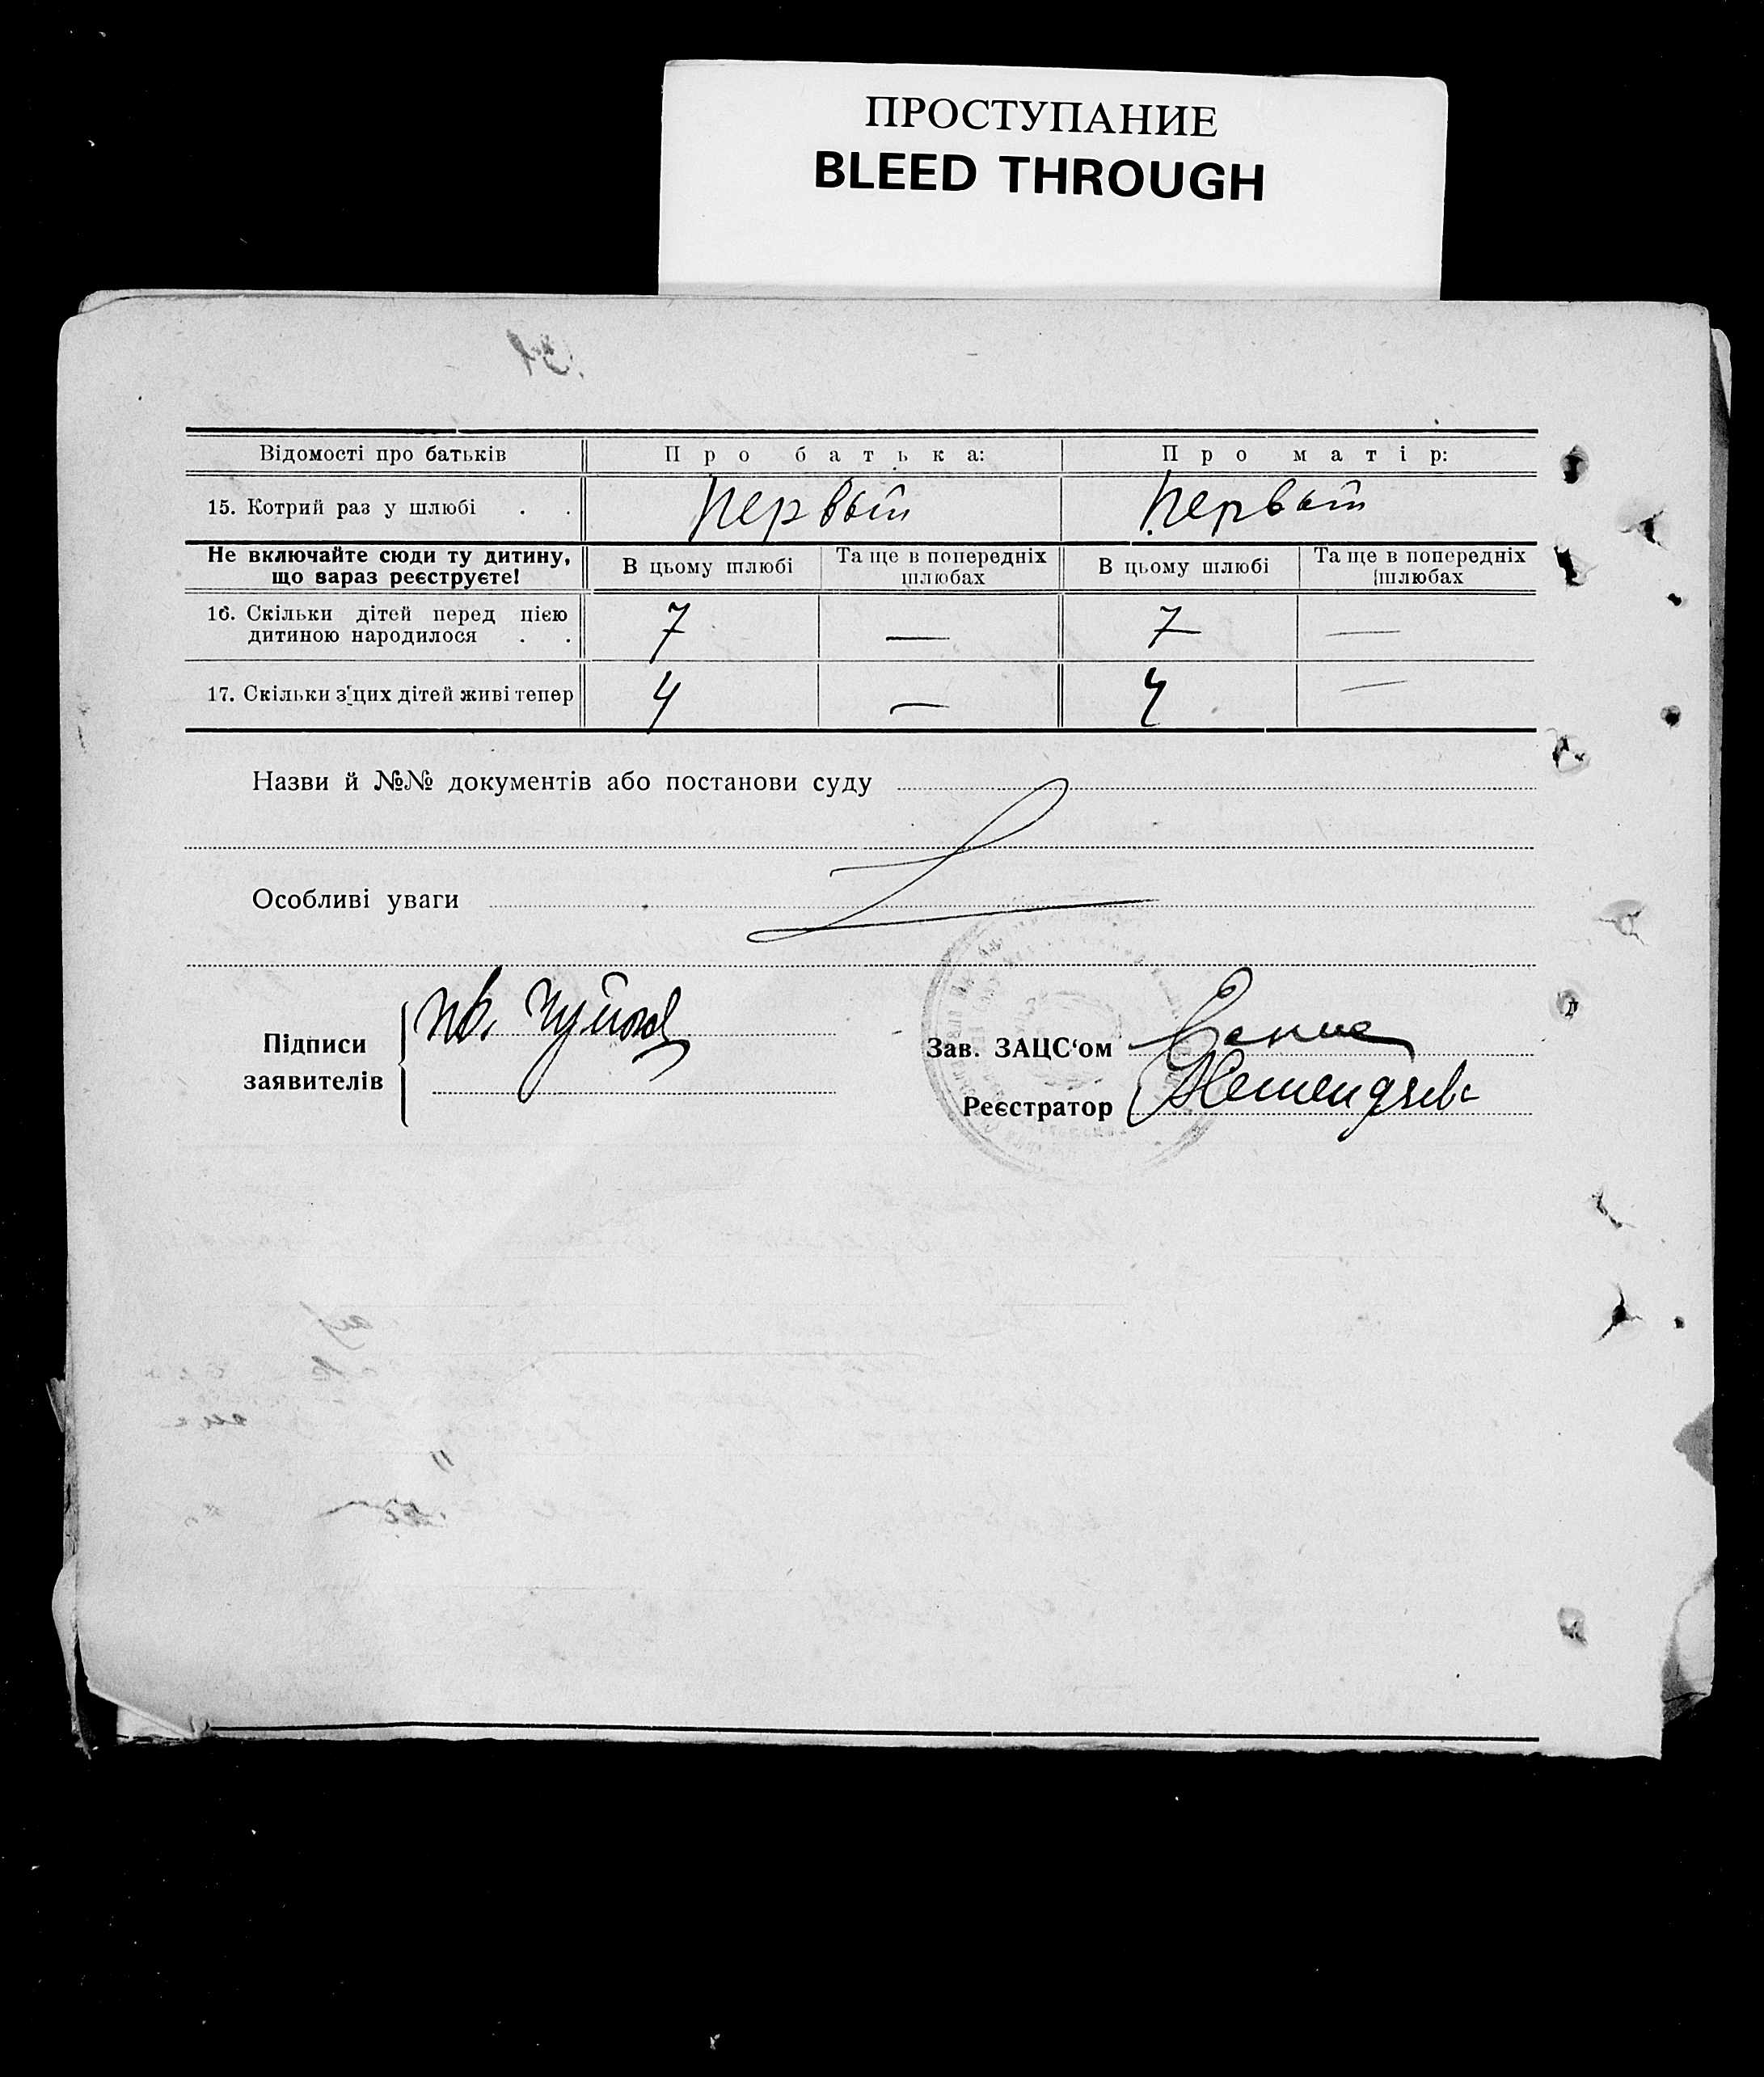 ПРОСТУПАНИЕ
BLEED THROUGH
Відомості про батьків Про батька: Про матір:
15. Котрий раз у шлюбі . . первый первый
Не включайте сюди ту дитину, що зараз реєструєте! В цьому шлюбі Та ще в попередніх шлюбах В цьому шлюбі Та ще в попередніх шлюбах
16. Скільки дітей перед цією
дитиною народилося . . 7 — 7 —
17. Скільки з цих дітей живі тепер 4 — 4 —
Назви й №№ документів або постанови суду
Особливі уваги
Підписи
заявителів
Зав. ЗАЦС‘ом
Реєстратор